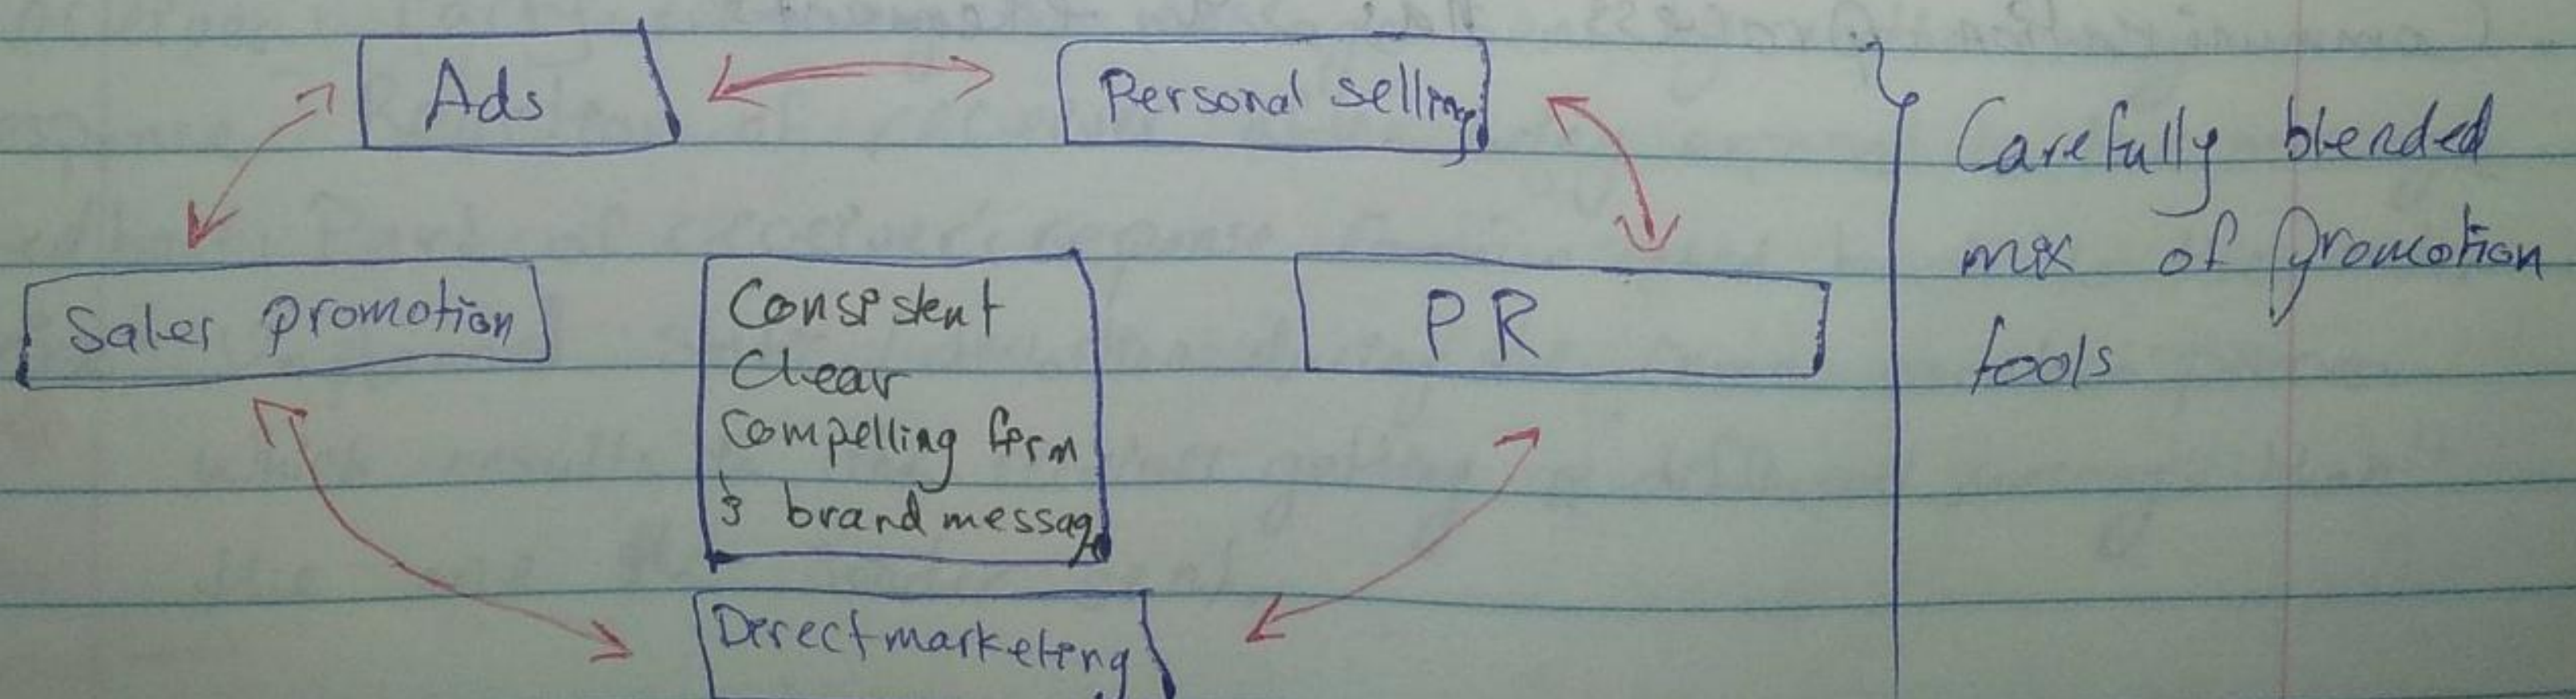 Ads
Personal selling
Sales promotion
Consistent
Clear
Compelling firm
& brand message
PR
Direct marketing
Carefully blended
mix of promotion
tools